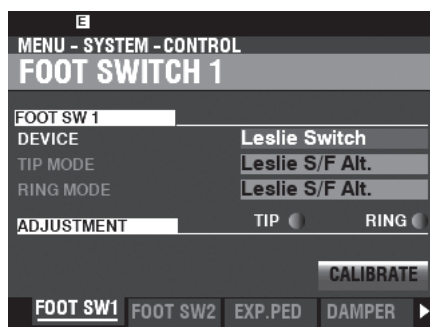 E
MENU - SYSTEM - CONTROL
FOOT SWITCH 1
FOOT SW 1
DEVICE Leslie Switch
TIP MODE Leslie S/F Alt.
RING MODE Leslie S/F Alt.
ADJUSTMENT TIP RING
CALIBRATE
FOOT SW1 FOOT SW2 EXP.PED DAMPER